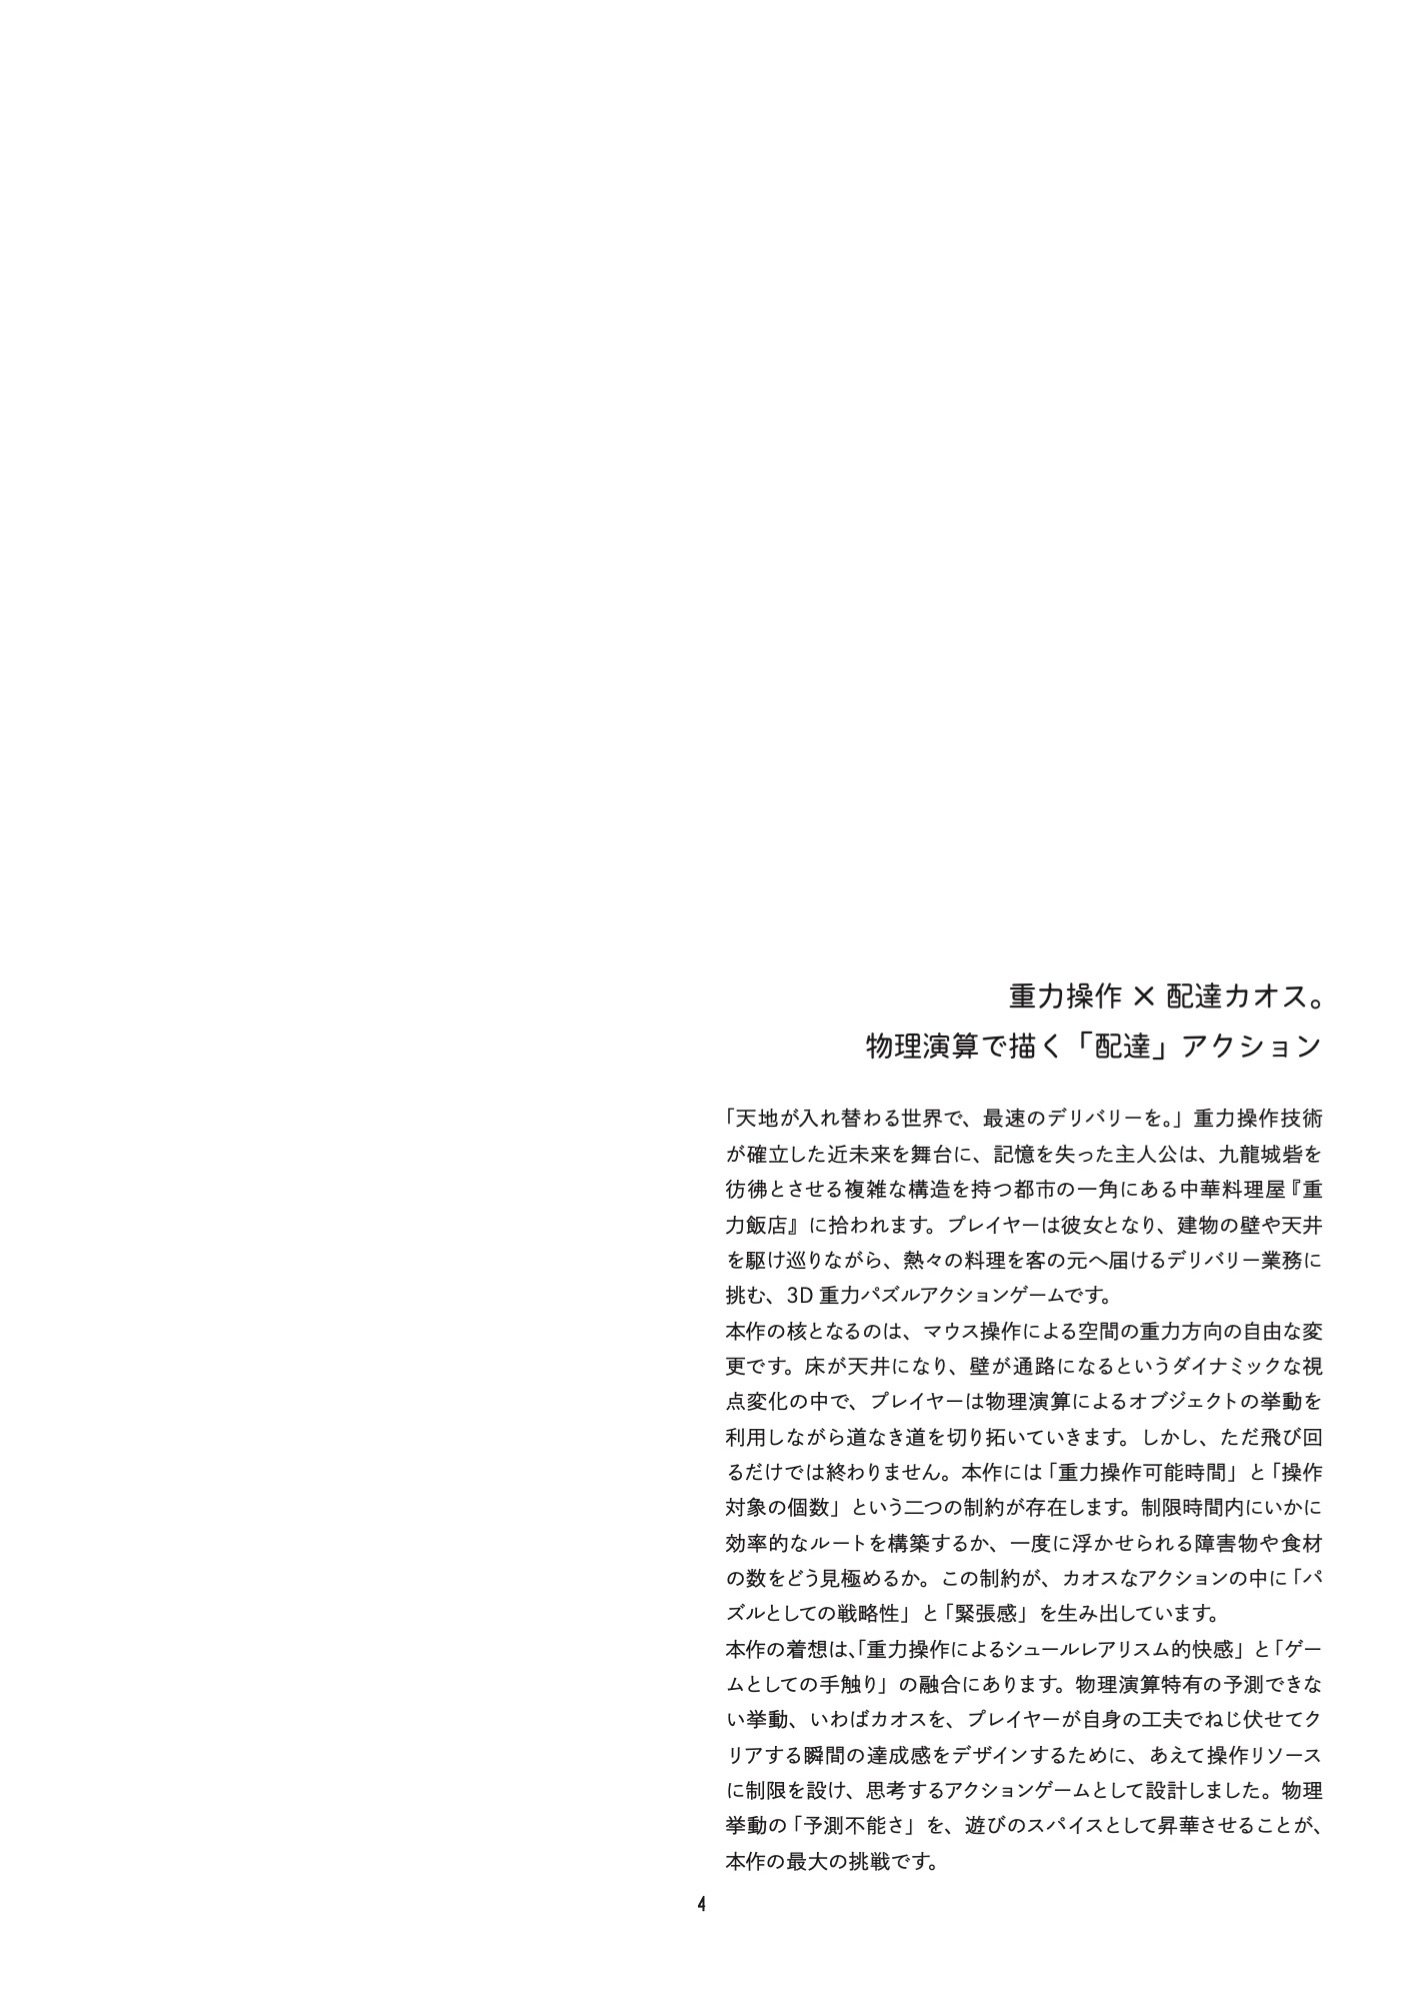 重力操作 × 配達カオス。
物理演算で描く「配達」アクション
「天地が入れ替わる世界で、最速のデリバリーを。」重力操作技術
が確立した近未来を舞台に、記憶を失った主人公は、九龍城砦を
彷彿とさせる複雑な構造を持つ都市の一角にある中華料理屋『重
力飯店』に拾われます。プレイヤーは彼女となり、建物の壁や天井
を駆け巡りながら、熱々の料理を客の元へ届けるデリバリー業務に
挑む、3D 重力パズルアクションゲームです。
本作の核となるのは、マウス操作による空間の重力方向の自由な変
更です。床が天井になり、壁が通路になるというダイナミックな視
点変化の中で、プレイヤーは物理演算によるオブジェクトの挙動を
利用しながら道なき道を切り拓いていきます。しかし、ただ飛び回
るだけでは終わりません。本作には「重力操作可能時間」と「操作
対象の個数」という二つの制約が存在します。制限時間内にいかに
効率的なルートを構築するか、一度に浮かせられる障害物や食材
の数をどう見極めるか。この制約が、カオスなアクションの中に「パ
ズルとしての戦略性」と「緊張感」を生み出しています。
本作の着想は、「重力操作によるシュールレアリスム的快感」と「ゲー
ムとしての手触り」の融合にあります。物理演算特有の予測できな
い挙動、いわばカオスを、プレイヤーが自身の工夫でねじ伏せてク
リアする瞬間の達成感をデザインするために、あえて操作リソース
に制限を設け、思考するアクションゲームとして設計しました。物理
挙動の「予測不能さ」を、遊びのスパイスとして昇華させることが、
本作の最大の挑戦です。
4